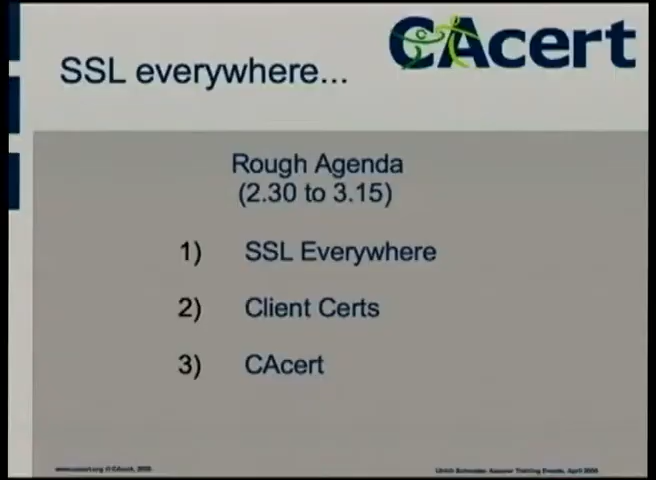 CAcert
SSL everywhere...
Rough Agenda
(2.30 to 3.15)
1) SSL Everywhere
2) Client Certs
3) CAcert